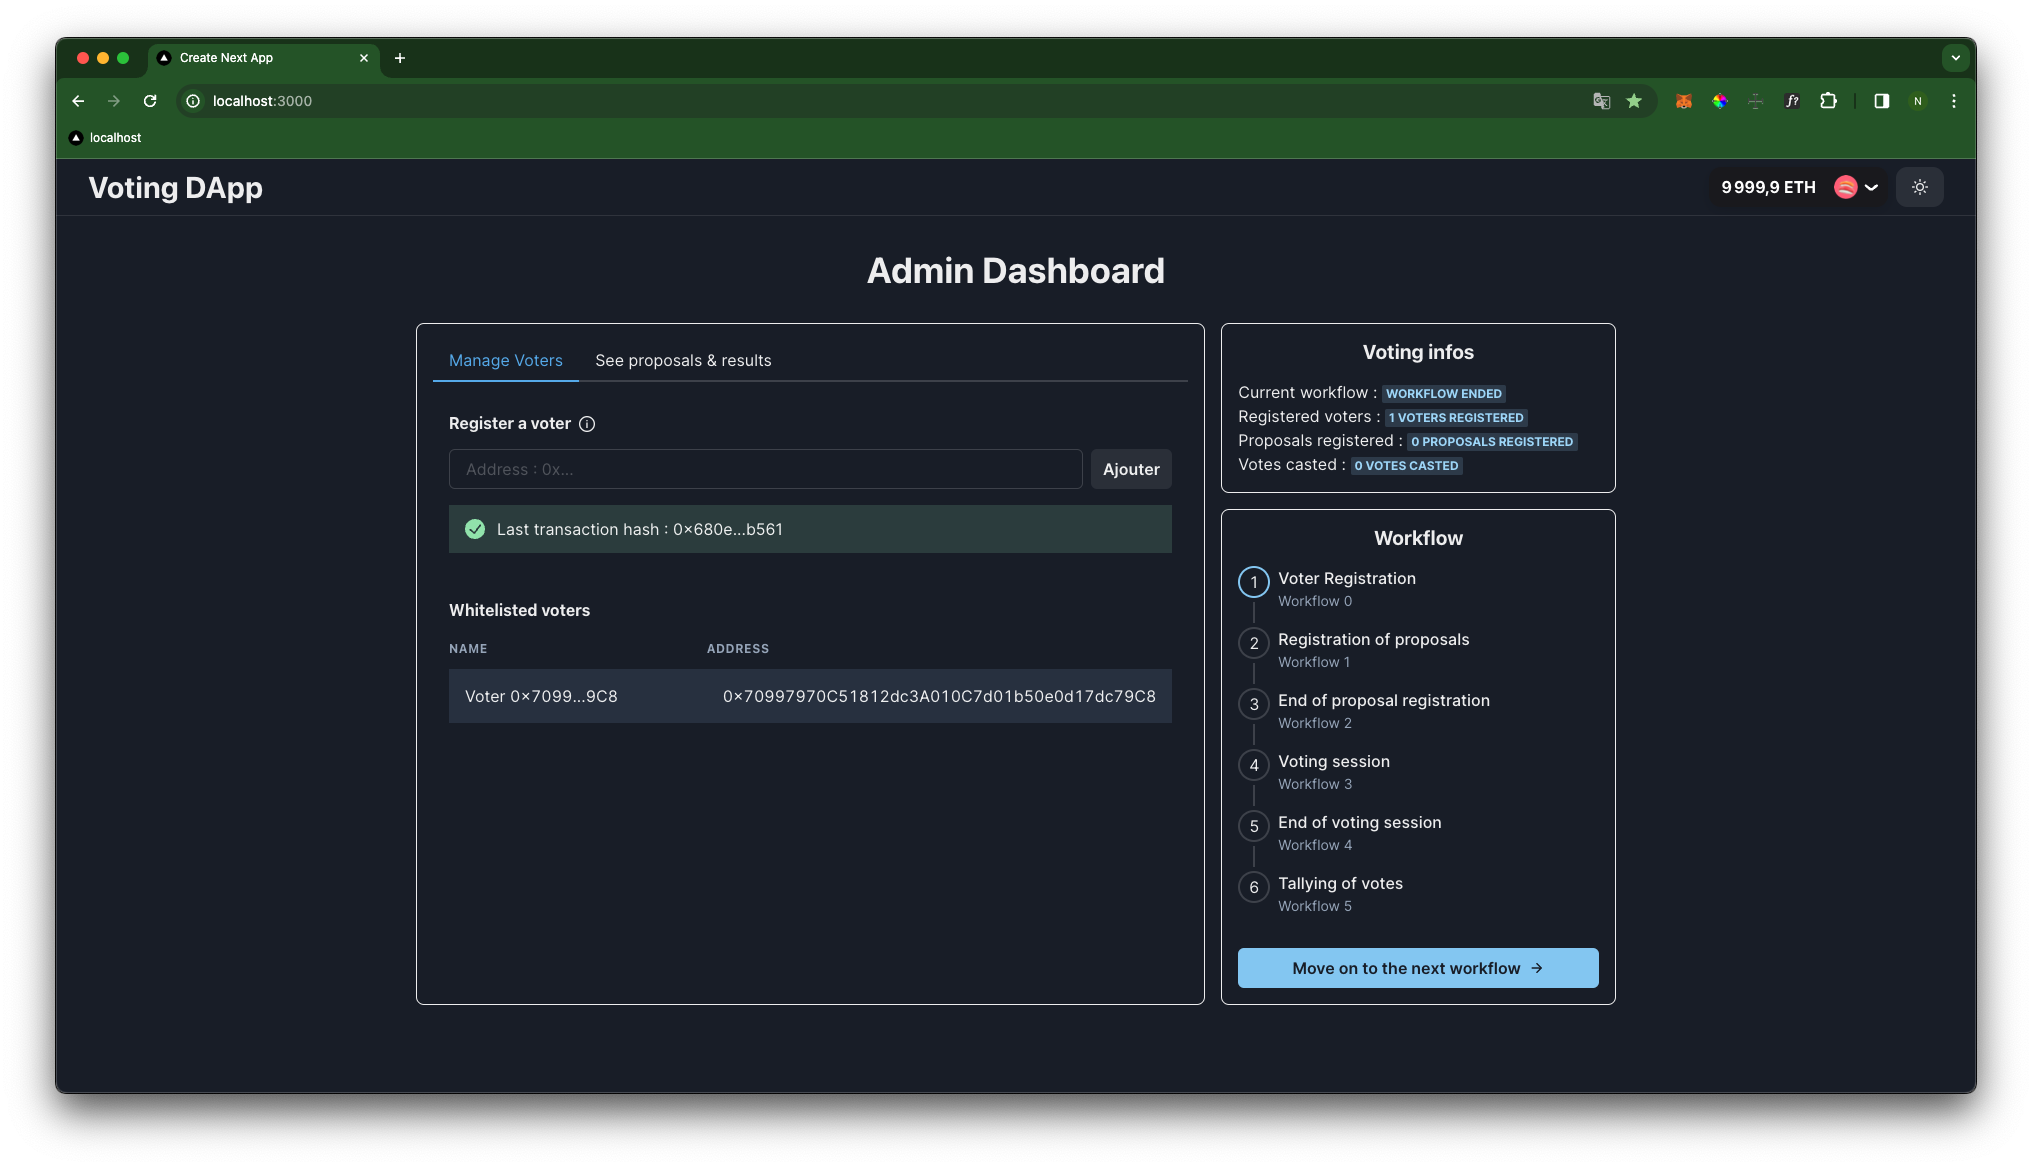 Create Next App
localhost:3000
N
localhost
Voting DApp
9 999,9 ETH
Admin Dashboard
Manage Voters See proposals & results
Register a voter
Address : 0x...
Ajouter
Last transaction hash : 0x680e...b561
Whitelisted voters
NAME ADDRESS
Voter 0x7099...9C8 0x70997970C51812dc3A010C7d01b50e0d17dc79C8
Voting infos
Current workflow : WORKFLOW ENDED
Registered voters : 1 VOTERS REGISTERED
Proposals registered : 0 PROPOSALS REGISTERED
Votes casted : 0 VOTES CASTED
Workflow
1 Voter Registration
Workflow 0
2 Registration of proposals
Workflow 1
3 End of proposal registration
Workflow 2
4 Voting session
Workflow 3
5 End of voting session
Workflow 4
6 Tallying of votes
Workflow 5
Move on to the next workflow →